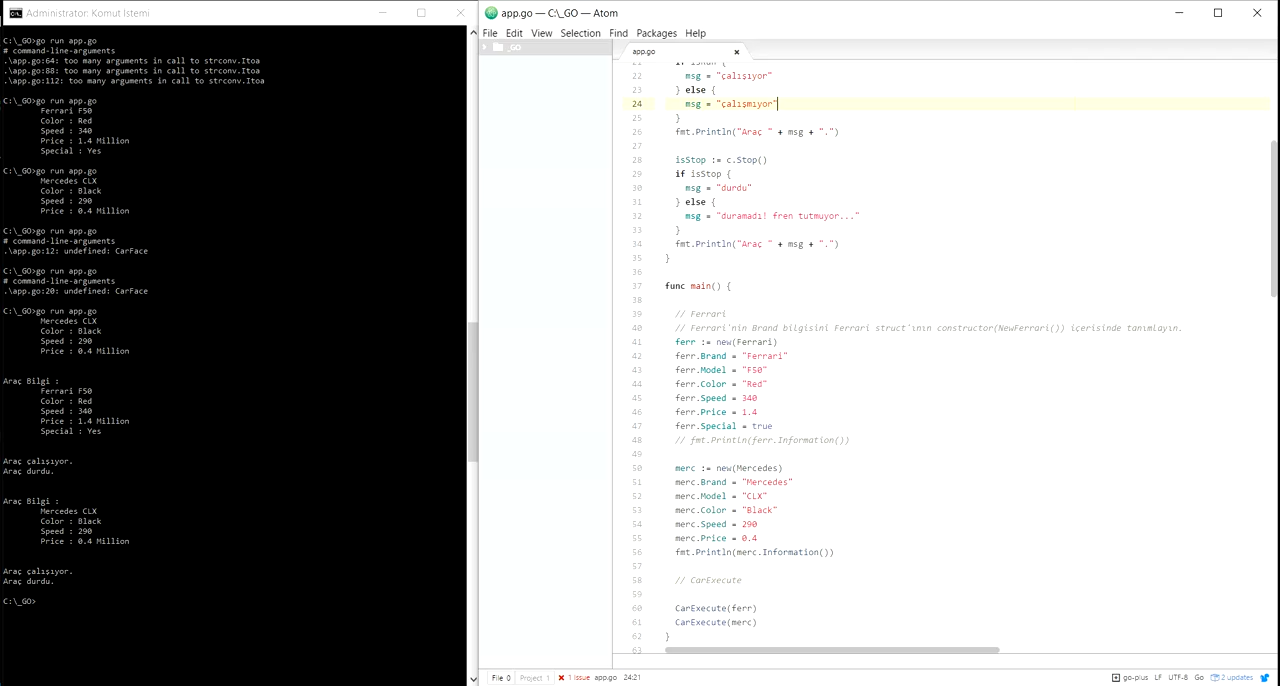 Administrator: Komut İstemi
C:\_GO>go run app.go
# command-line-arguments
.\app.go:64: too many arguments in call to strconv.Itoa
.\app.go:88: too many arguments in call to strconv.Itoa
.\app.go:112: too many arguments in call to strconv.Itoa
C:\_GO>go run app.go
Ferrari F50
Color : Red
Speed : 340
Price : 1.4 Million
Special : Yes
C:\_GO>go run app.go
Mercedes CLX
Color : Black
Speed : 290
Price : 0.4 Million
C:\_GO>go run app.go
# command-line-arguments
.\app.go:12: undefined: CarFace
C:\_GO>go run app.go
# command-line-arguments
.\app.go:20: undefined: CarFace
C:\_GO>go run app.go
Mercedes CLX
Color : Black
Speed : 290
Price : 0.4 Million
Araç Bilgi :
Ferrari F50
Color : Red
Speed : 340
Price : 1.4 Million
Special : Yes
Araç çalışıyor.
Araç durdu.
Araç Bilgi :
Mercedes CLX
Color : Black
Speed : 290
Price : 0.4 Million
Araç çalışıyor.
Araç durdu.
C:\_GO>
app.go — C:\_GO — Atom
File Edit View Selection Find Packages Help
_GO
app.go
21 if isRun {
22 msg = "çalışıyor"
23 } else {
24 msg = "çalışmıyor"
25 }
26 fmt.Println("Araç " + msg + ".")
27
28 isStop := c.Stop()
29 if isStop {
30 msg = "durdu"
31 } else {
32 msg = "duramadı! fren tutmuyor..."
33 }
34 fmt.Println("Araç " + msg + ".")
35 }
36
37 func main() {
38
39 // Ferrari
40 // Ferrari'nin Brand bilgisini Ferrari struct'ının constructor(NewFerrari()) içerisinde tanımlayın.
41 ferr := new(Ferrari)
42 ferr.Brand = "Ferrari"
43 ferr.Model = "F50"
44 ferr.Color = "Red"
45 ferr.Speed = 340
46 ferr.Price = 1.4
47 ferr.Special = true
48 // fmt.Println(ferr.Information())
49
50 merc := new(Mercedes)
51 merc.Brand = "Mercedes"
52 merc.Model = "CLX"
53 merc.Color = "Black"
54 merc.Speed = 290
55 merc.Price = 0.4
56 fmt.Println(merc.Information())
57
58 // CarExecute
59
60 CarExecute(ferr)
61 CarExecute(merc)
62 }
63
File 0 Project 1 1 Issue app.go 24:21 go-plus LF UTF-8 Go 2 updates